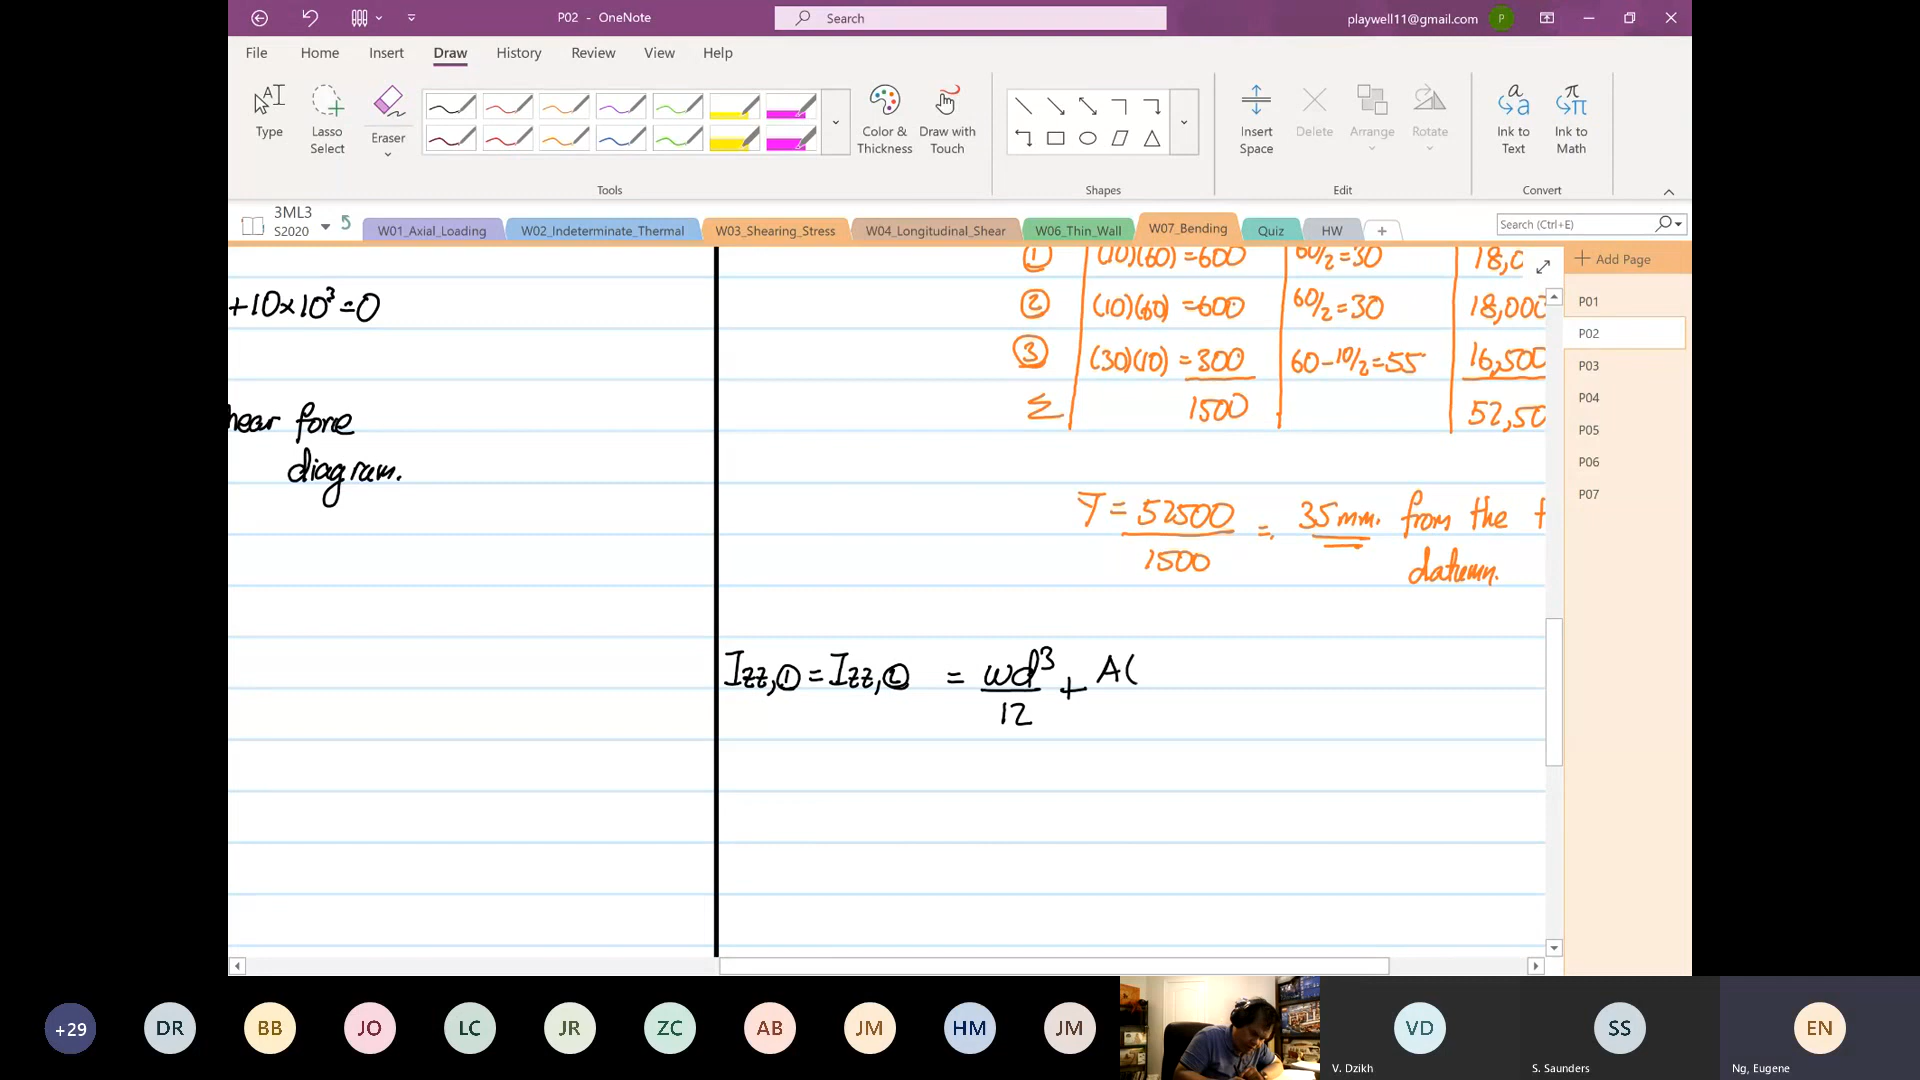 P02 - OneNote
Search
playwell11@gmail.com
P
File Home Insert Draw History Review View Help
Type
Lasso Select
Eraser
Color & Thickness
Draw with Touch
Insert Space
Delete
Arrange
Rotate
Ink to Text
Ink to Math
Tools
Shapes
Edit
Convert
3ML3 S2020
W01_Axial_Loading
W02_Indeterminate_Thermal
W03_Shearing_Stress
W04_Longitudinal_Shear
W06_Thin_Wall
W07_Bending
Quiz
HW
Search (Ctrl+E)
Add Page
P01
P02
P03
P04
P05
P06
P07
+10×10³=0
hear force
diagram.
① (10)(60)=600 60/2=30 18,0
② (10)(60)=600 60/2=30 18,000
③ (30)(10)=300 60-10/2=55 16,500
Σ 1500 52,50
Ȳ = 52500 / 1500 = 35mm. from the t
datum.
Izz,① = Izz,② = wd³/12 + A(
+29
DR
BB
JO
LC
JR
ZC
AB
JM
HM
JM
VD
V. Dzikh
SS
S. Saunders
EN
Ng, Eugene